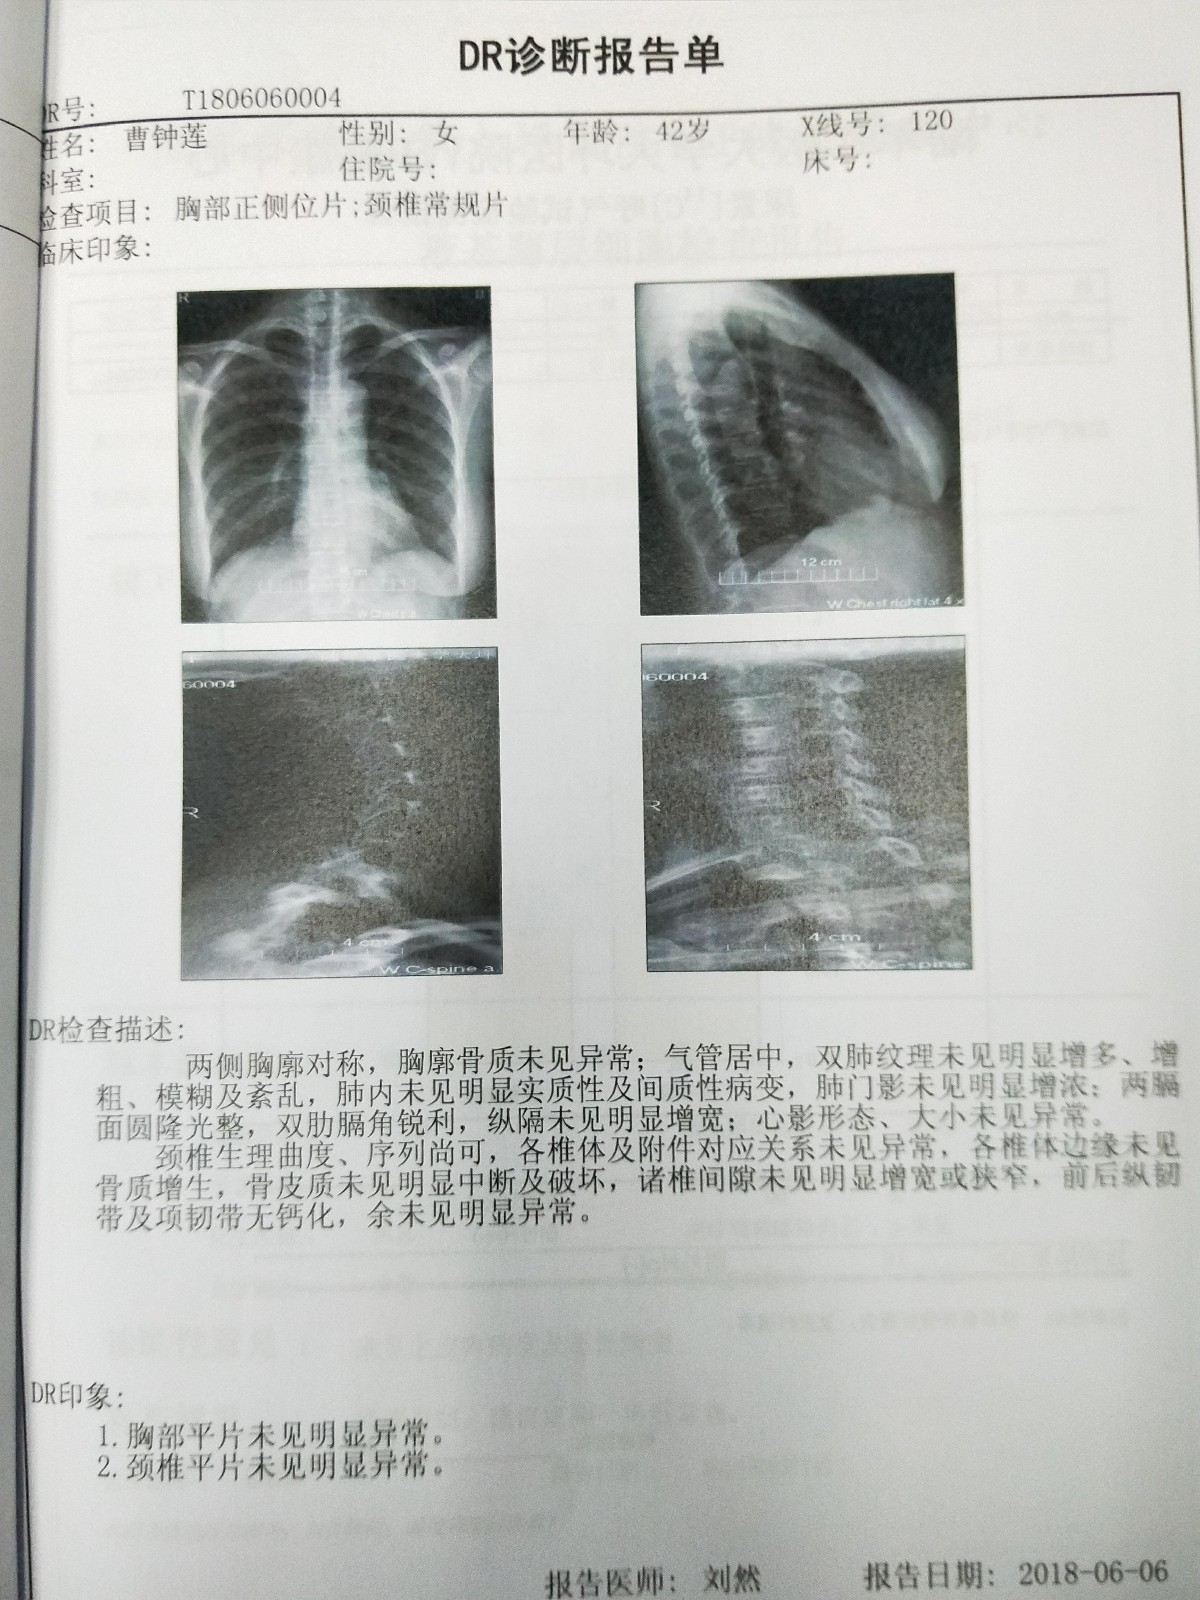 DR诊断报告单
DR号: T1806060004
姓名: 曹钟莲 性别: 女 年龄: 42岁 X线号: 120
科室: 住院号: 床号:
检查项目: 胸部正侧位片;颈椎常规片
临床印象:
R
12 cm
W Chest right lat 4 x
60004
R
4 cm
W C-spine a
160004
R
4 cm
W C-spine
DR检查描述:
两侧胸廓对称，胸廓骨质未见异常；气管居中，双肺纹理未见明显增多、增
粗、模糊及紊乱，肺内未见明显实质性及间质性病变，肺门影未见明显增浓；两膈
面圆隆光整，双肋膈角锐利，纵隔未见明显增宽；心影形态、大小未见异常。
颈椎生理曲度、序列尚可，各椎体及附件对应关系未见异常，各椎体边缘未见
骨质增生，骨皮质未见明显中断及破坏，诸椎间隙未见明显增宽或狭窄，前后纵韧
带及项韧带无钙化，余未见明显异常。
DR印象:
1.胸部平片未见明显异常。
2.颈椎平片未见明显异常。
报告医师: 刘然 报告日期: 2018-06-06